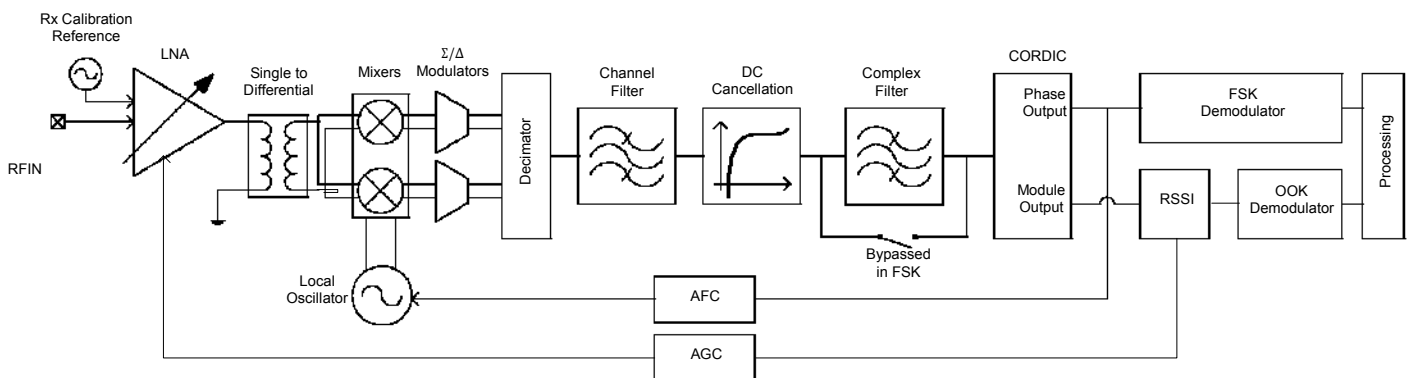 Rx Calibration
Reference
LNA
Single to
Differential
Mixers
Σ/Δ
Modulators
Decimator
Channel
Filter
DC
Cancellation
Complex
Filter
CORDIC
Phase
Output
Module
Output
FSK
Demodulator
RSSI
OOK
Demodulator
Processing
RFIN
Bypassed
in FSK
Local
Oscillator
AFC
AGC